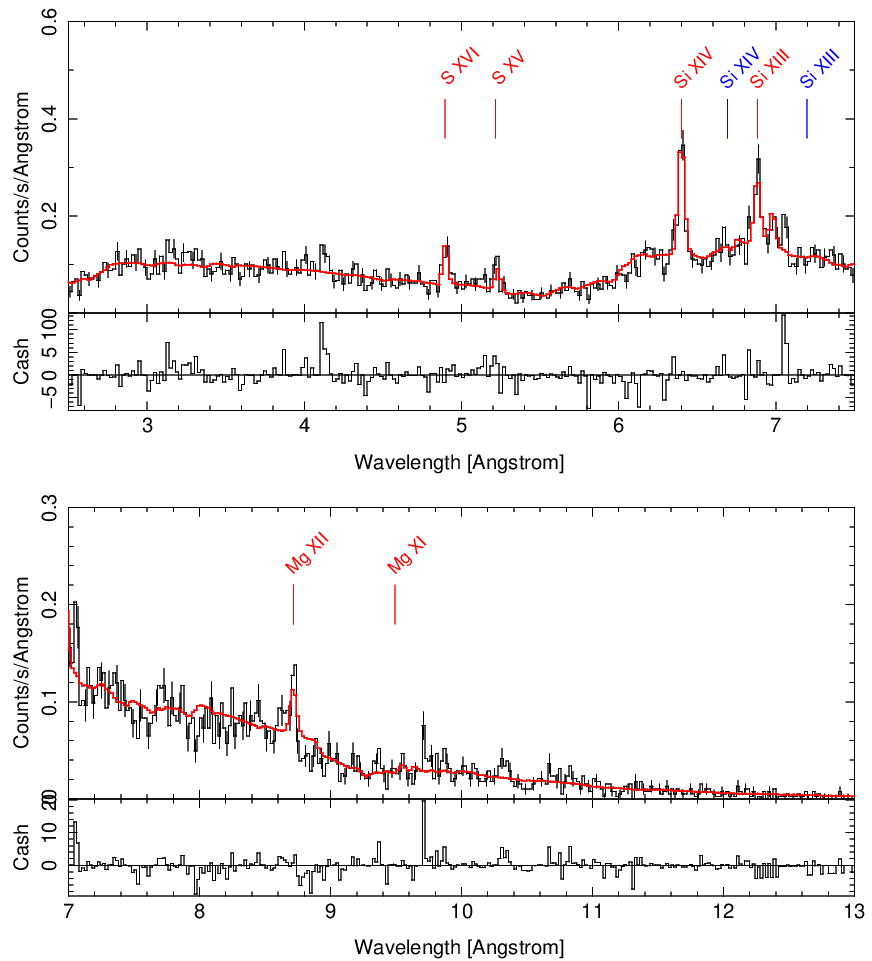 S XVI S XV Si XIV Si XIV Si XIII Si XIII
0.6
0.4
0.2
Counts/s/Angstrom
−5 0 5 100
Cash
3 4 5 6 7
Wavelength [Angstrom]
Mg XII Mg XI
0.3
0.2
0.1
0
Counts/s/Angstrom
20
10
0
Cash
7 8 9 10 11 12 13
Wavelength [Angstrom]